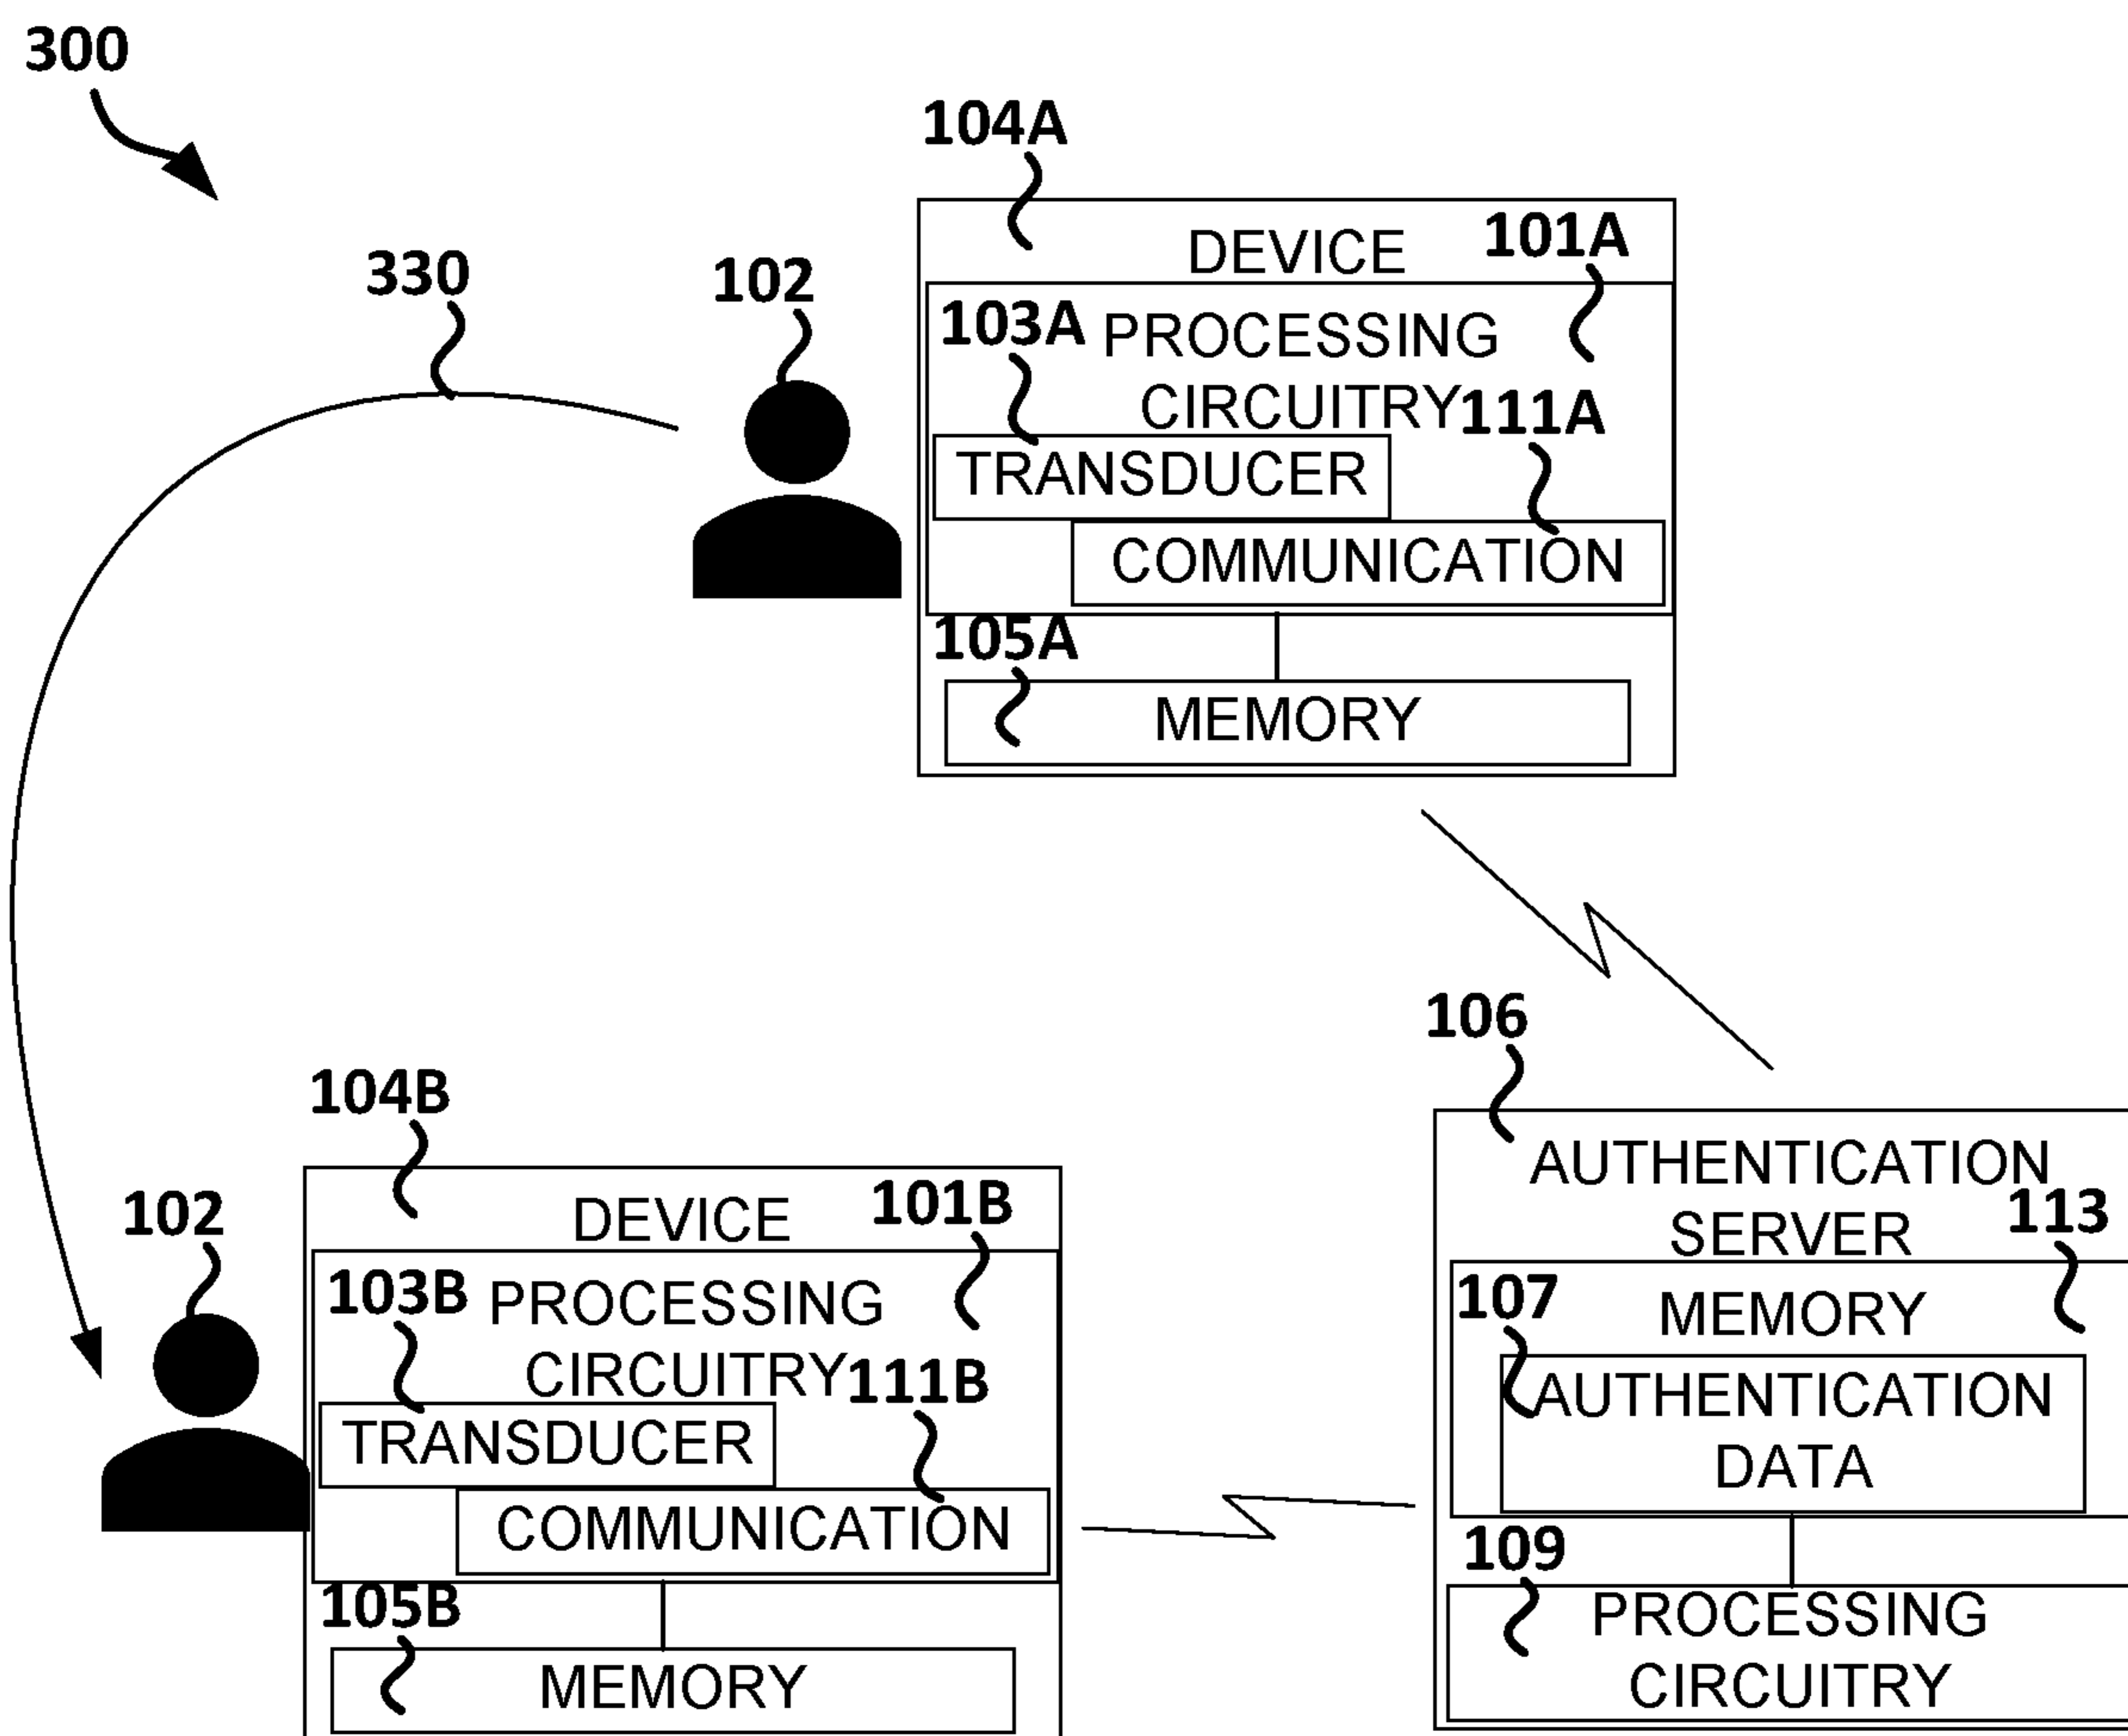 300
104A
DEVICE
101A
330
102
103A
PROCESSING
CIRCUITRY
111A
TRANSDUCER
COMMUNICATION
105A
MEMORY
106
AUTHENTICATION
SERVER
113
107
MEMORY
AUTHENTICATION
DATA
109
PROCESSING
CIRCUITRY
104B
DEVICE
101B
102
103B
PROCESSING
CIRCUITRY
111B
TRANSDUCER
COMMUNICATION
105B
MEMORY